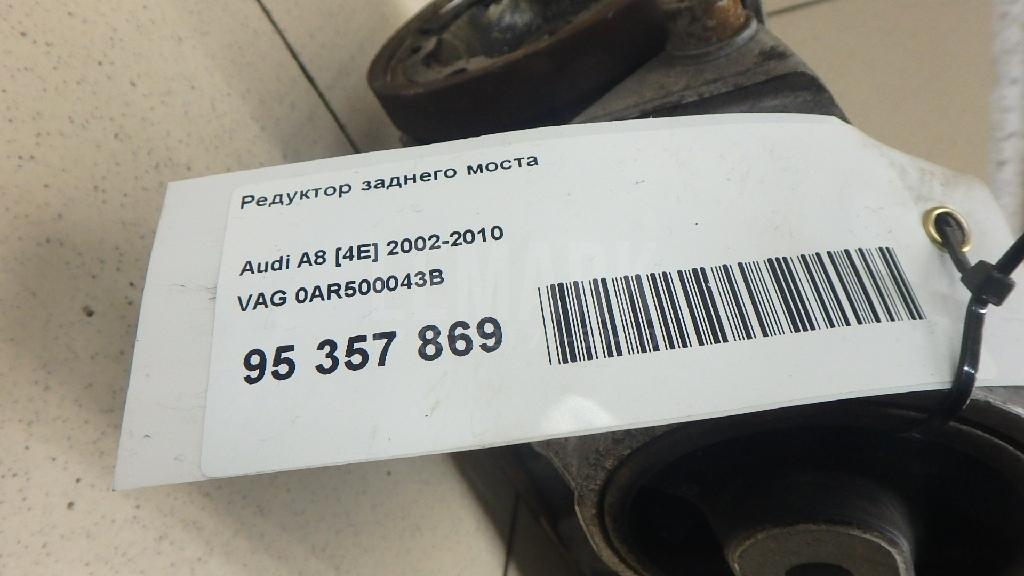 Редуктор заднего моста
Audi A8 [4E] 2002-2010
VAG 0AR500043B
95 357 869